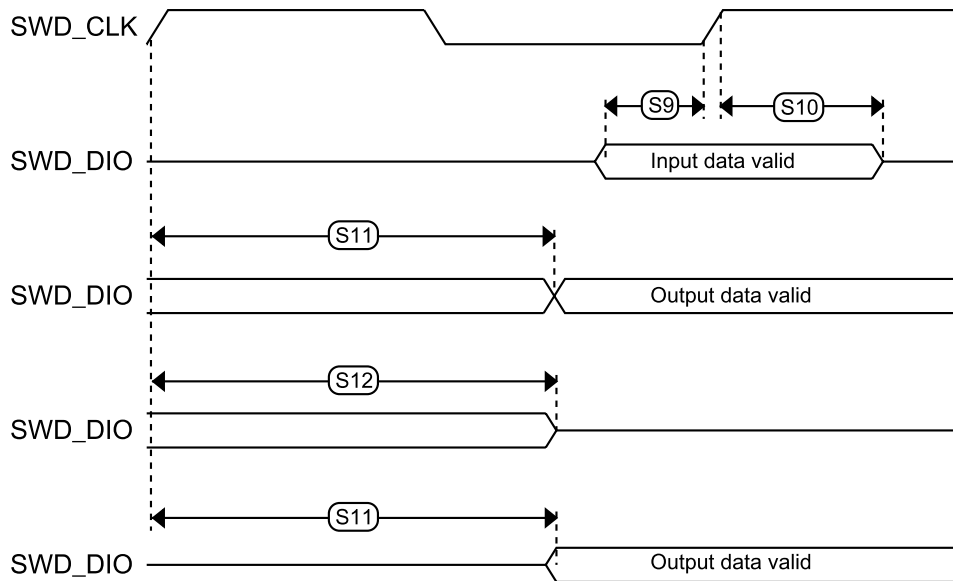 SWD_CLK
S9
S10
SWD_DIO
Input data valid
S11
SWD_DIO
Output data valid
S12
SWD_DIO
S11
SWD_DIO
Output data valid